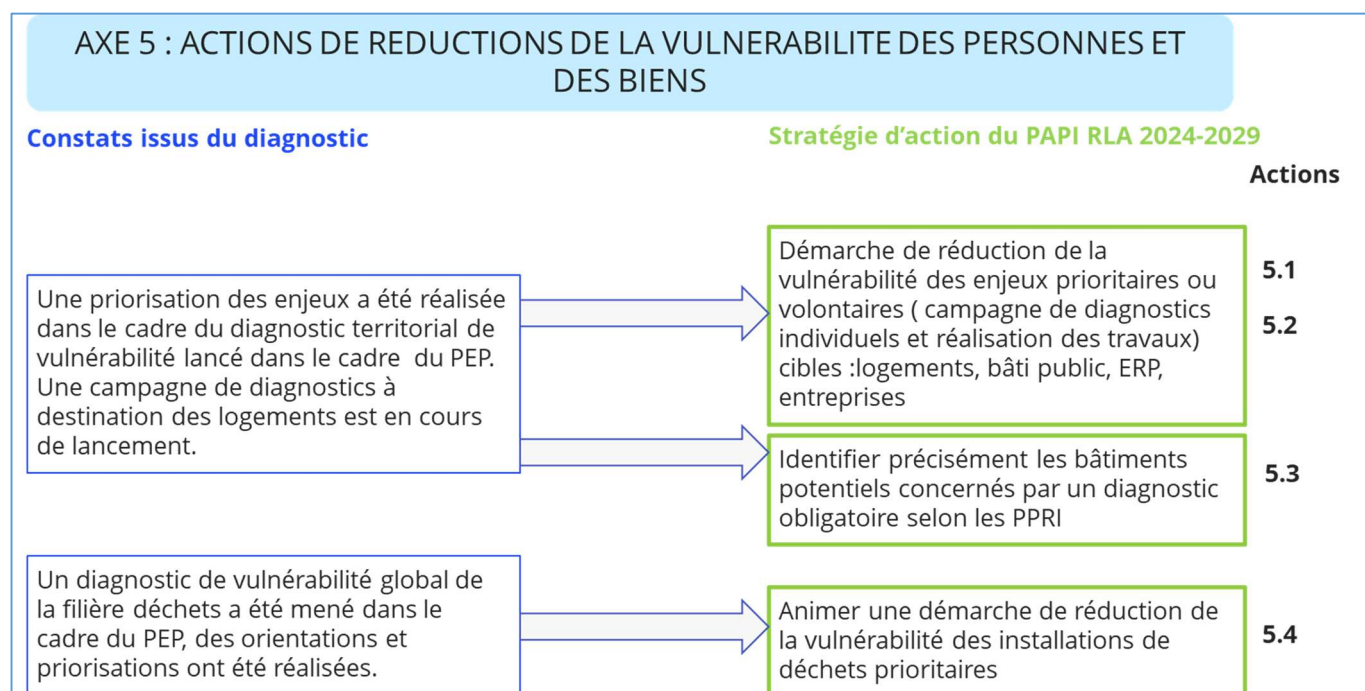 AXE 5 : ACTIONS DE REDUCTIONS DE LA VULNERABILITE DES PERSONNES ET
DES BIENS
Constats issus du diagnostic
Stratégie d’action du PAPI RLA 2024-2029
Actions
Une priorisation des enjeux a été réalisée
dans le cadre du diagnostic territorial de
vulnérabilité lancé dans le cadre du PEP.
Une campagne de diagnostics à
destination des logements est en cours
de lancement.
Démarche de réduction de la
vulnérabilité des enjeux prioritaires ou
volontaires ( campagne de diagnostics
individuels et réalisation des travaux)
cibles :logements, bâti public, ERP,
entreprises
5.1
5.2
Identifier précisément les bâtiments
potentiels concernés par un diagnostic
obligatoire selon les PPRI
5.3
Un diagnostic de vulnérabilité global de
la filière déchets a été mené dans le
cadre du PEP, des orientations et
priorisations ont été réalisées.
Animer une démarche de réduction de
la vulnérabilité des installations de
déchets prioritaires
5.4